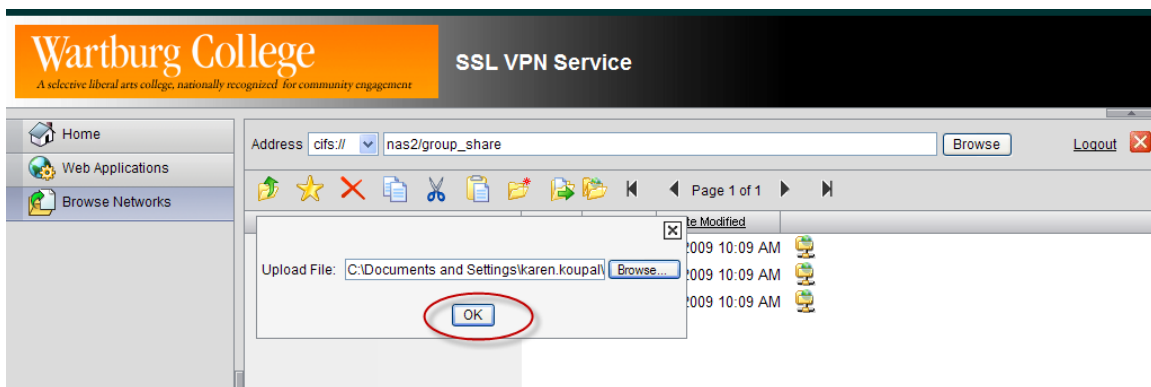 Wartburg College
A selective liberal arts college, nationally recognized for community engagement
SSL VPN Service
Home
Web Applications
Browse Networks
Address cifs:// nas2/group_share Browse Logout
Page 1 of 1
te Modified
2009 10:09 AM
2009 10:09 AM
2009 10:09 AM
Upload File: C:\Documents and Settings\karen.koupal\ Browse...
OK